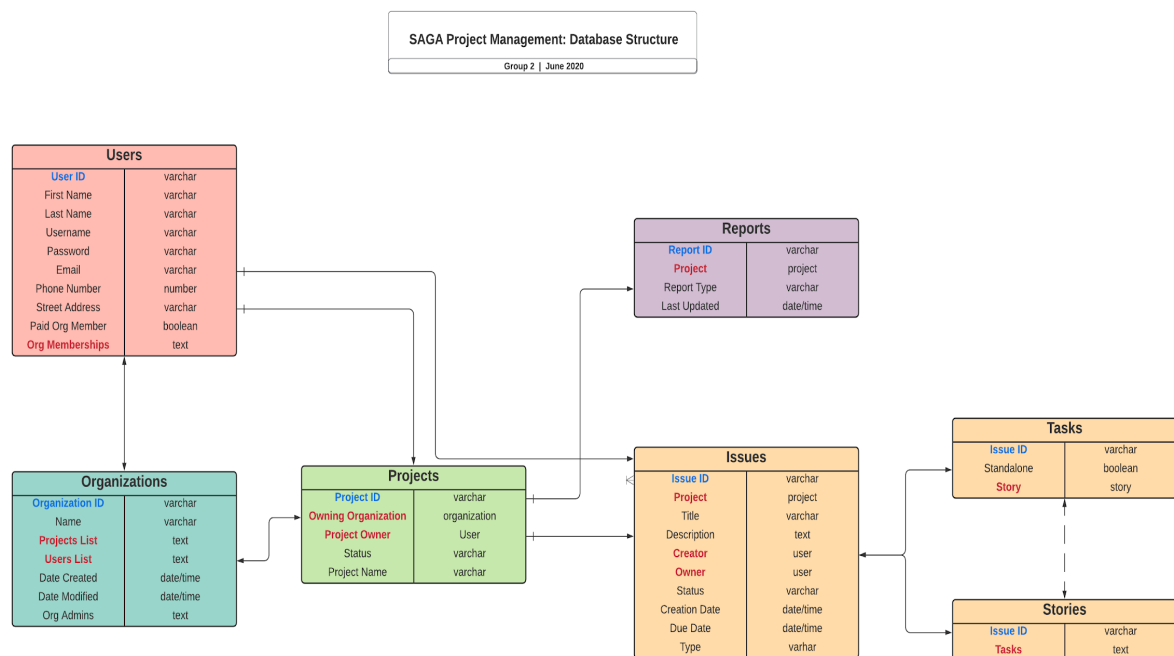 SAGA Project Management: Database Structure
Group 2 | June 2020
Users
User ID varchar
First Name varchar
Last Name varchar
Username varchar
Password varchar
Email varchar
Phone Number number
Street Address varchar
Paid Org Member boolean
Org Memberships text
Reports
Report ID varchar
Project project
Report Type varchar
Last Updated date/time
Organizations
Organization ID varchar
Name varchar
Projects List text
Users List text
Date Created date/time
Date Modified date/time
Org Admins text
Projects
Project ID varchar
Owning Organization organization
Project Owner User
Status varchar
Project Name varchar
Issues
Issue ID varchar
Project project
Title varchar
Description text
Creator user
Owner user
Status varchar
Creation Date date/time
Due Date date/time
Type varhar
Tasks
Issue ID varchar
Standalone boolean
Story story
Stories
Issue ID varchar
Tasks text